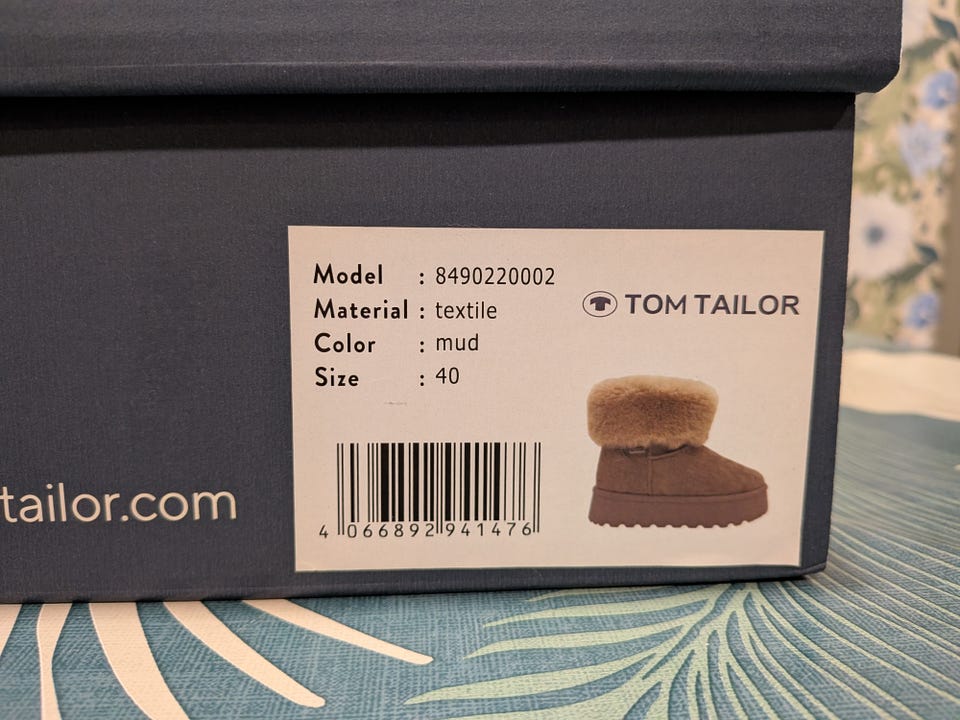 Model : 8490220002
Material : textile
Color : mud
Size : 40
TOM TAILOR
4 066892 941476
tailor.com